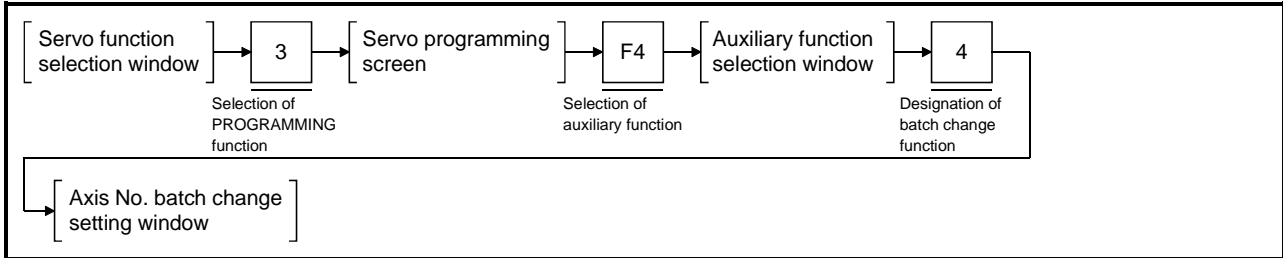 Servo function
selection window
3
Servo programming
screen
F4
Auxiliary function
selection window
4
Selection of
PROGRAMMING
function
Selection of
auxiliary function
Designation of
batch change
function
Axis No. batch change
setting window